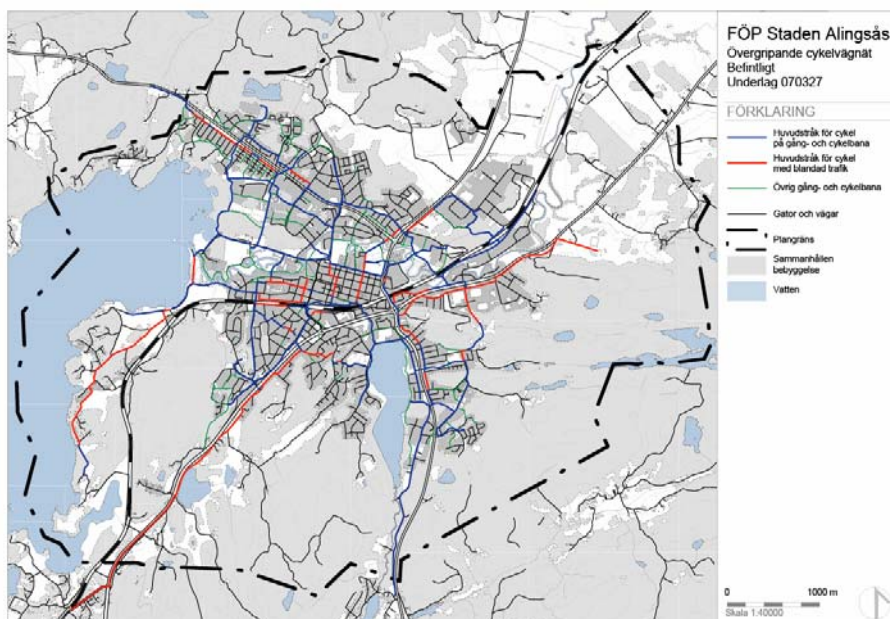 FÖP Staden Alingsås
Övergripande cykelvägnät
Befintligt
Underlag 070327
FÖRKLARING
Huvudstråk för cykel
på gång- och cykelbana
Huvudstråk för cykel
med blandad trafik
Övrig gång- och cykelbana
Gator och vägar
Plangräns
Sammanhållen
bebyggelse
Vatten
0 1000 m
Skala 1:40000